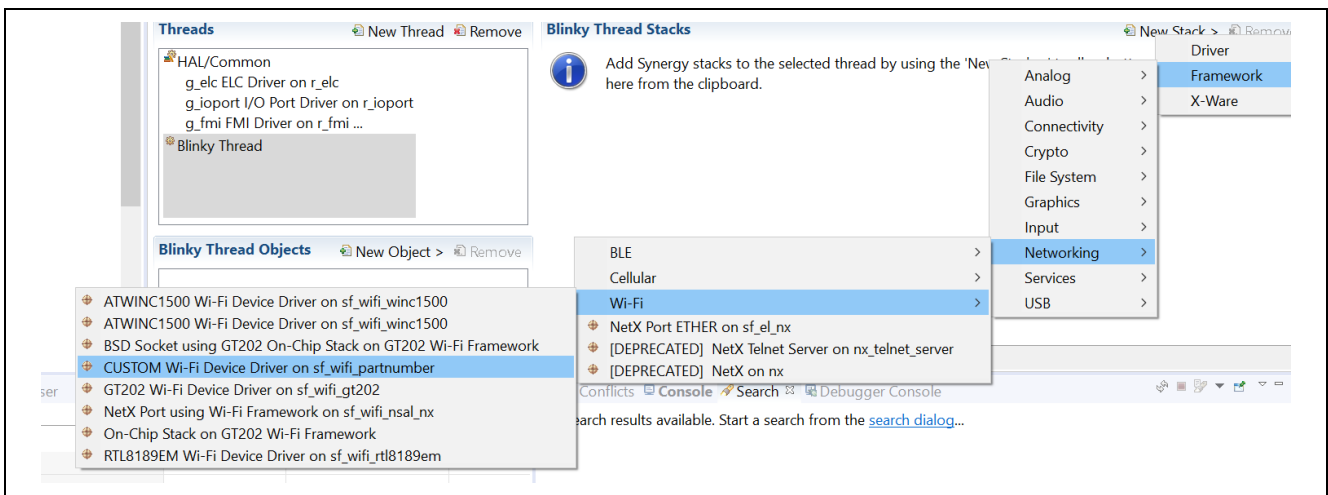 Threads
New Thread
Remove
HAL/Common
g_elc ELC Driver on r_elc
g_ioport I/O Port Driver on r_ioport
g_fmi FMI Driver on r_fmi ...
Blinky Thread
Blinky Thread Objects
New Object >
Remove
Blinky Thread Stacks
New Stack >
Add Synergy stacks to the selected thread by using the
here from the clipboard.
Driver
Framework
X-Ware
Analog
Audio
Connectivity
Crypto
File System
Graphics
Input
Networking
Services
USB
BLE
Cellular
Wi-Fi
NetX Port ETHER on sf_el_nx
[DEPRECATED] NetX Telnet Server on nx_telnet_server
[DEPRECATED] NetX on nx
ATWINC1500 Wi-Fi Device Driver on sf_wifi_winc1500
ATWINC1500 Wi-Fi Device Driver on sf_wifi_winc1500
BSD Socket using GT202 On-Chip Stack on GT202 Wi-Fi Framework
CUSTOM Wi-Fi Device Driver on sf_wifi_partnumber
GT202 Wi-Fi Device Driver on sf_wifi_gt202
NetX Port using Wi-Fi Framework on sf_wifi_nsal_nx
On-Chip Stack on GT202 Wi-Fi Framework
RTL8189EM Wi-Fi Device Driver on sf_wifi_rtl8189em
Conflicts Console Search Debugger Console
results available. Start a search from the search dialog...